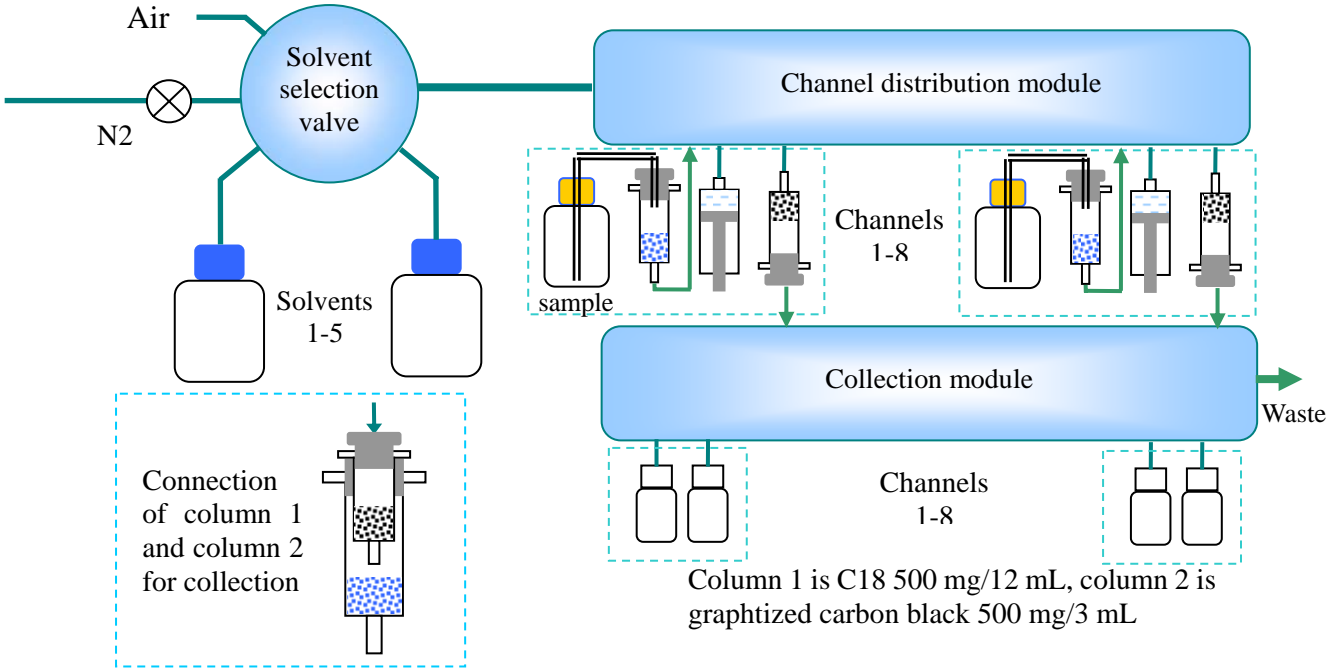 Air
Solvent
selection
valve
N2
Channel distribution module
Channels
1-8
sample
Solvents
1-5
Collection module
Waste
Connection
of column 1
and column 2
for collection
Channels
1-8
Column 1 is C18 500 mg/12 mL, column 2 is
graphtized carbon black 500 mg/3 mL